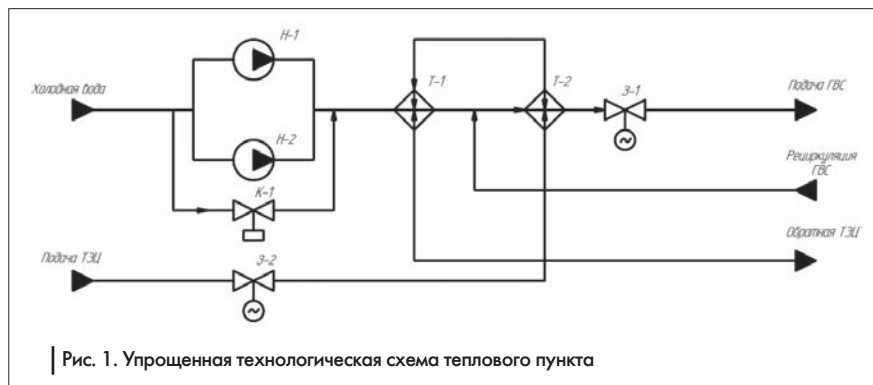 Н-1
Холодная вода
Т-1
Т-2
З-1
Подача ГВС
Н-2
Рециркуляция
ГВС
К-1
Подача ТЭЦ
З-2
Обратная ТЭЦ
Рис. 1. Упрощенная технологическая схема теплового пункта